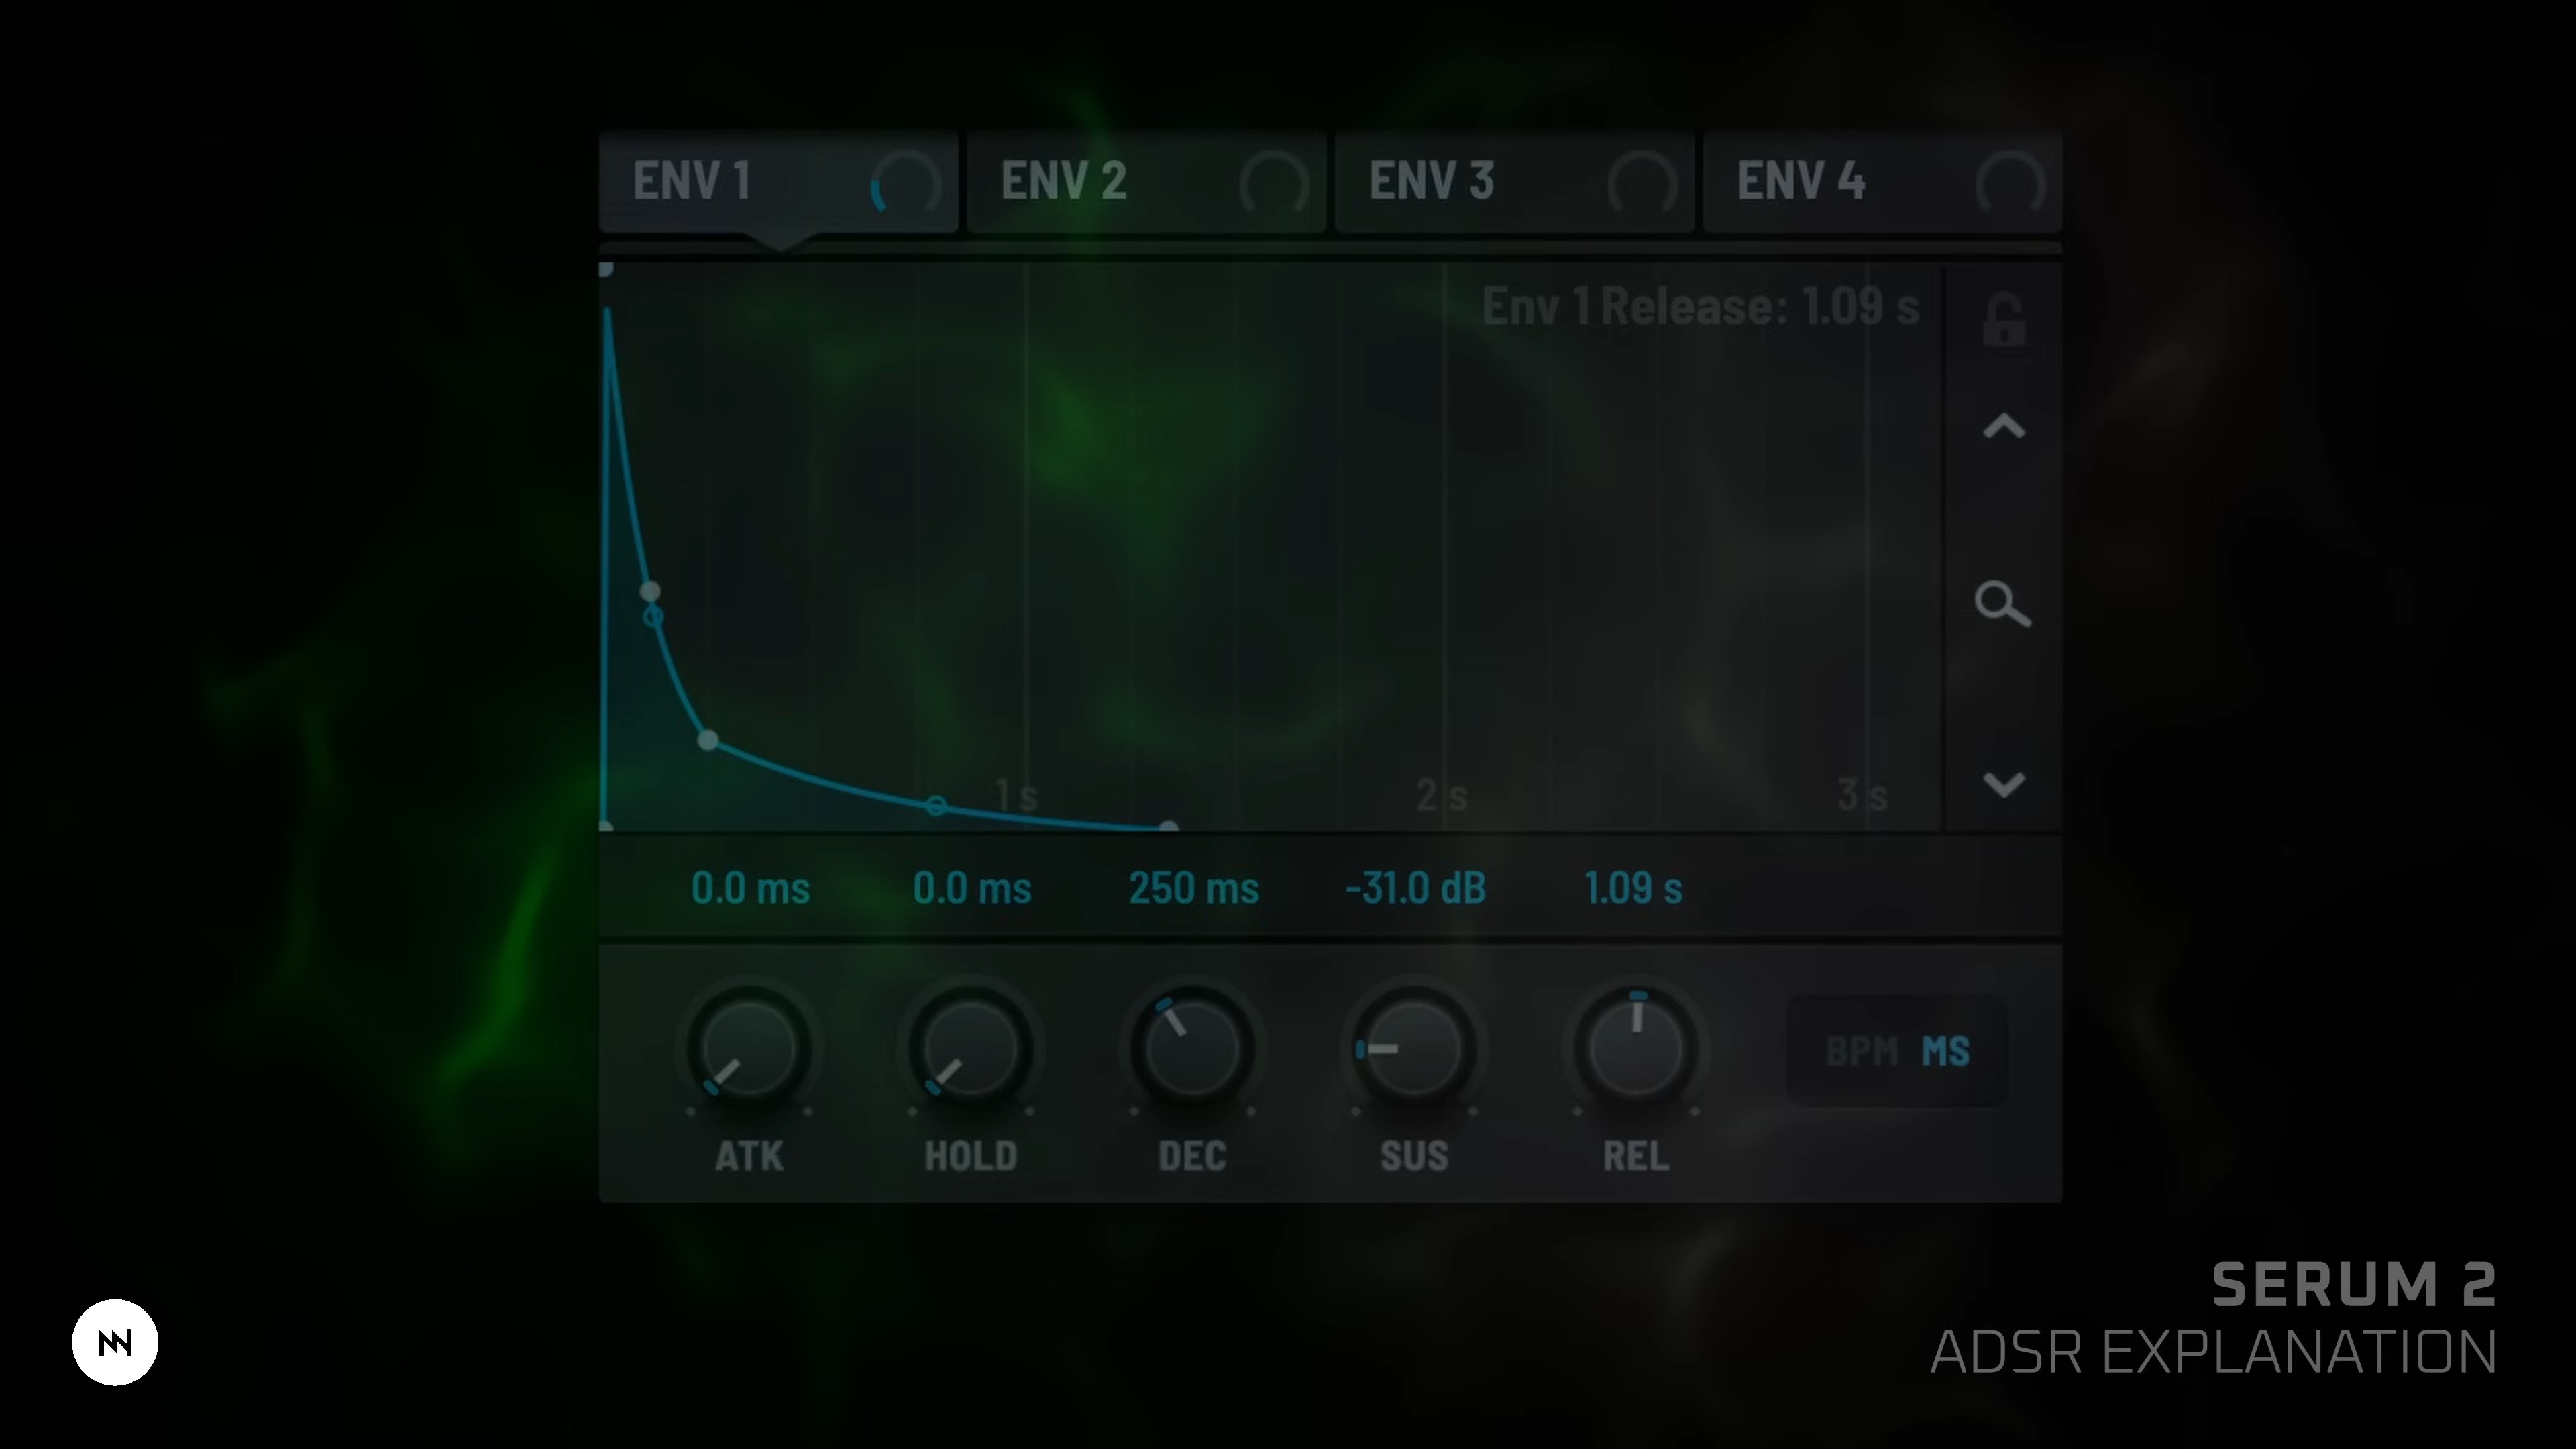 ENV 1 ENV 2 ENV 3 ENV 4
Env 1 Release: 1.09 s
1 s 2 s 3 s
0.0 ms 0.0 ms 250 ms -31.0 dB 1.09 s
BPM MS
ATK HOLD DEC SUS REL
SERUM 2
ADSR EXPLANATION